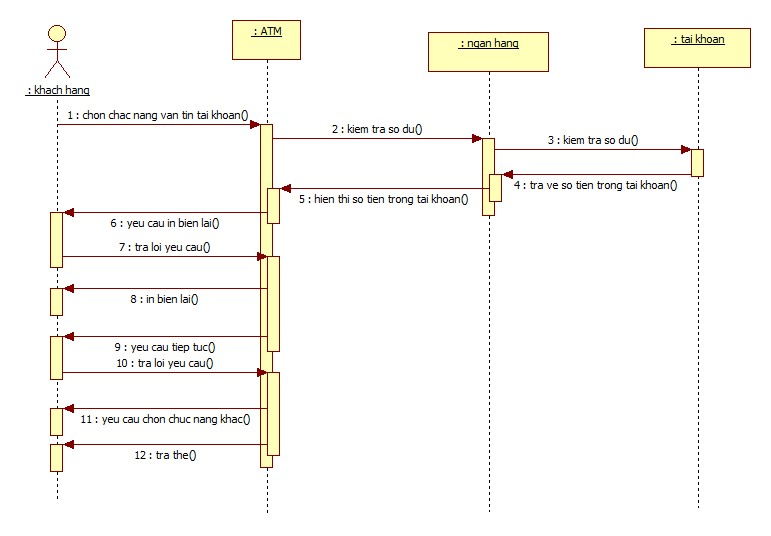 : ATM
: ngan hang
: tai khoan
: khach hang
1 : chon chac nang van tin tai khoan()
2 : kiem tra so du()
3 : kiem tra so du()
4 : tra ve so tien trong tai khoan()
5 : hien thi so tien trong tai khoan()
6 : yeu cau in bien lai()
7 : tra loi yeu cau()
8 : in bien lai()
9 : yeu cau tiep tuc()
10 : tra loi yeu cau()
11 : yeu cau chon chuc nang khac()
12 : tra the()